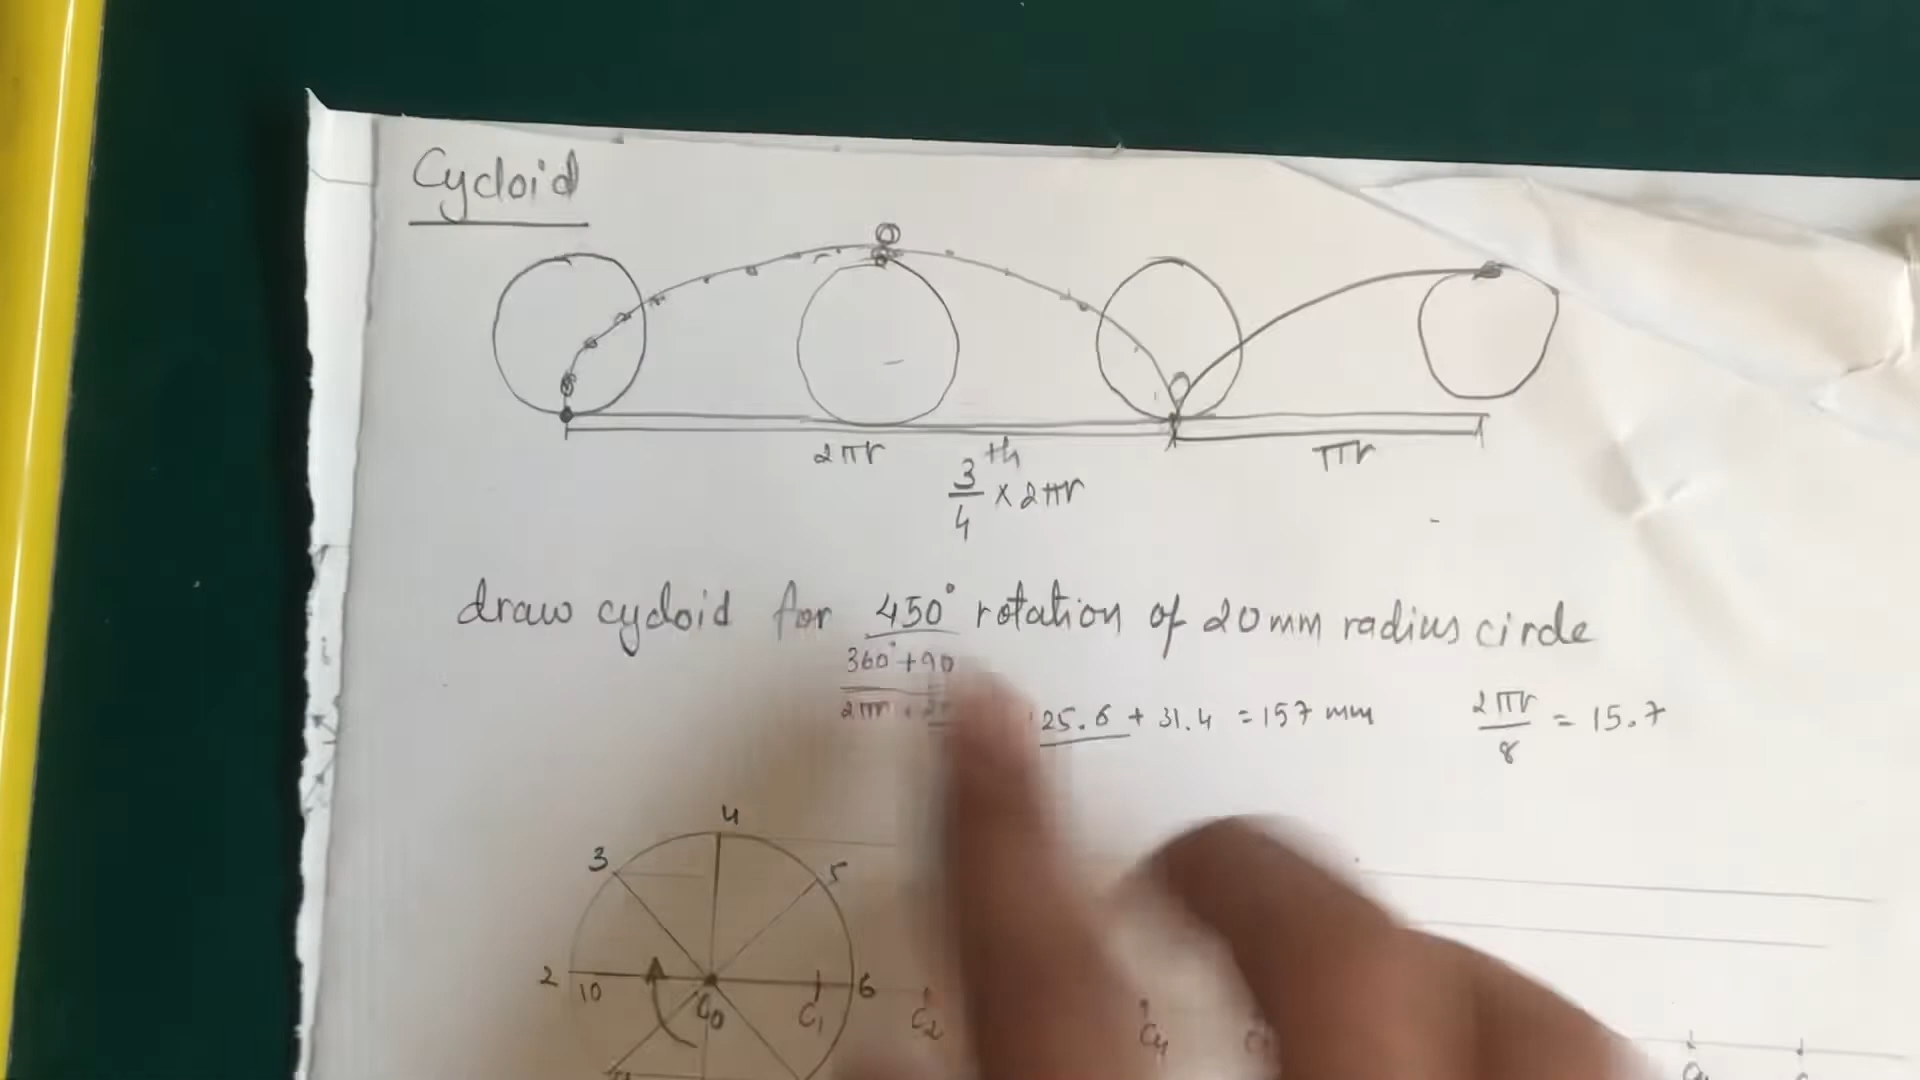 Cycloid
2πr
πr
3/4 th × 2πr
draw cycloid for 450° rotation of 20mm radius circle
360° + 90
2πr
25.6 + 31.4 = 157 mm
2πr/8 = 15.7
4
3
5
2
10
6
C0
C1
C2
C4